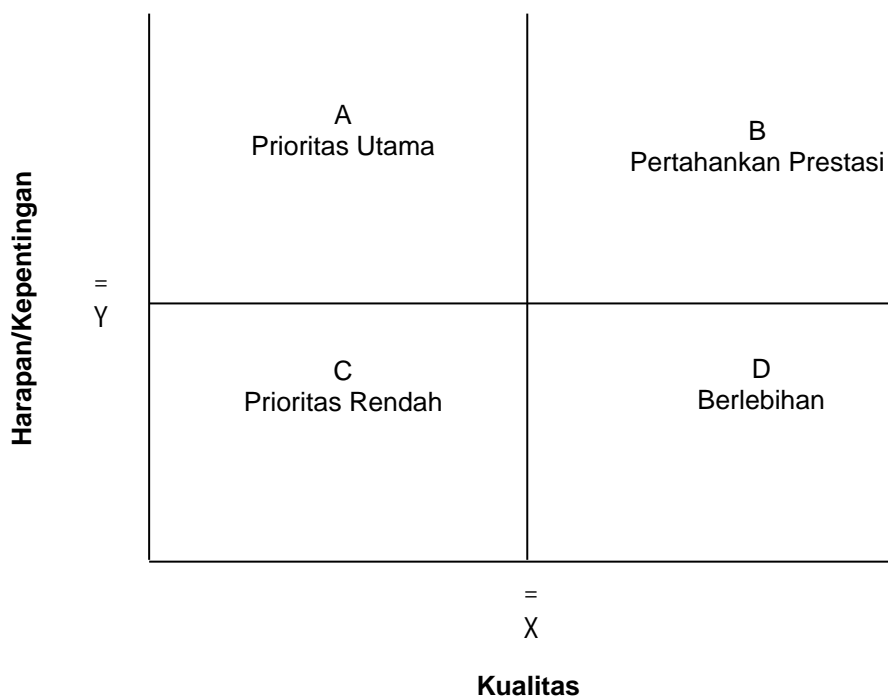 A
Prioritas Utama
B
Pertahankan Prestasi
Harapan/Kepentingan
=
Y
C
Prioritas Rendah
D
Berlebihan
=
X
Kualitas